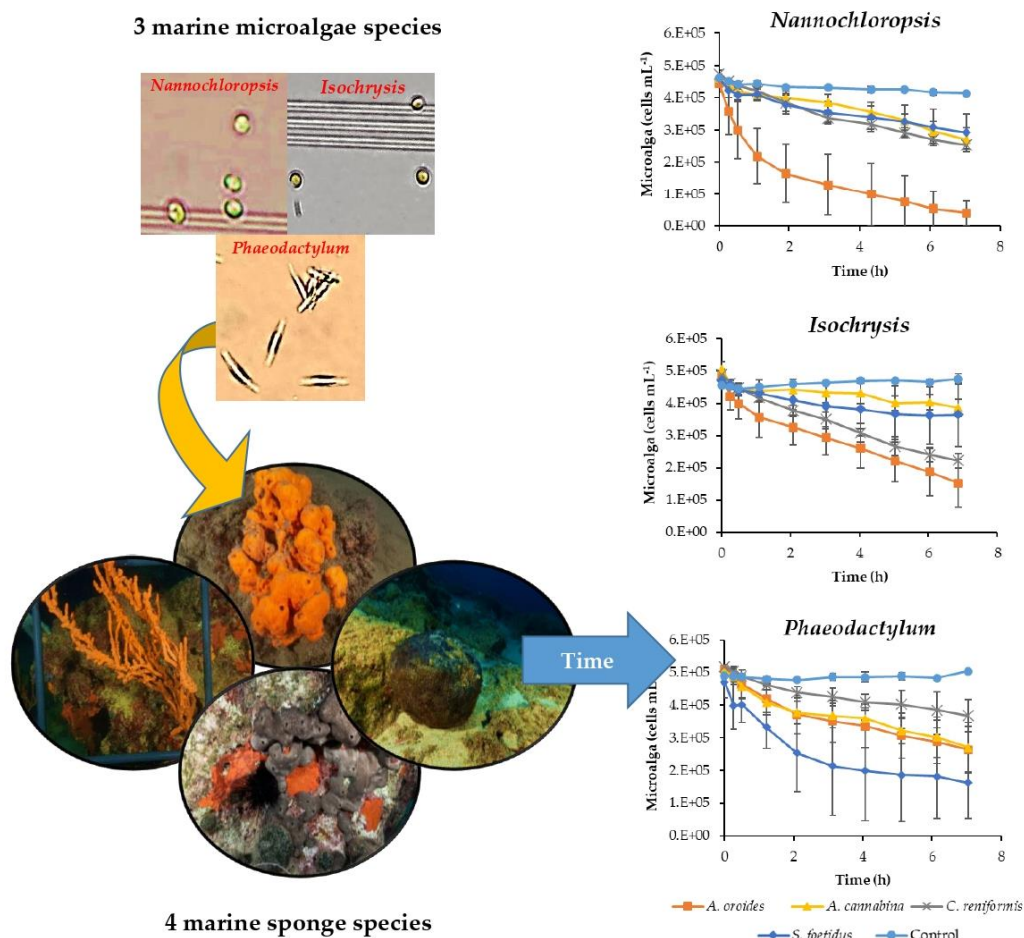 3 marine microalgae species
Nannochloropsis
Isochrysis
Phaeodactylum
4 marine sponge species
Time
Nannochloropsis
Microalga (cells mL⁻¹)
6.E+05
5.E+05
4.E+05
3.E+05
2.E+05
1.E+05
0.E+00
0 2 4 6 8
Time (h)
Isochrysis
Microalga (cells mL⁻¹)
6.E+05
5.E+05
4.E+05
3.E+05
2.E+05
1.E+05
0.E+00
0 2 4 6 8
Time (h)
Phaeodactylum
Microalga (cells mL
6.E+05
5.E+05
4.E+05
3.E+05
2.E+05
1.E+05
0.E+00
0 2 4 6 8
Time (h)
A. oroides A. cannabina C. reniformis
S. foetidus Control